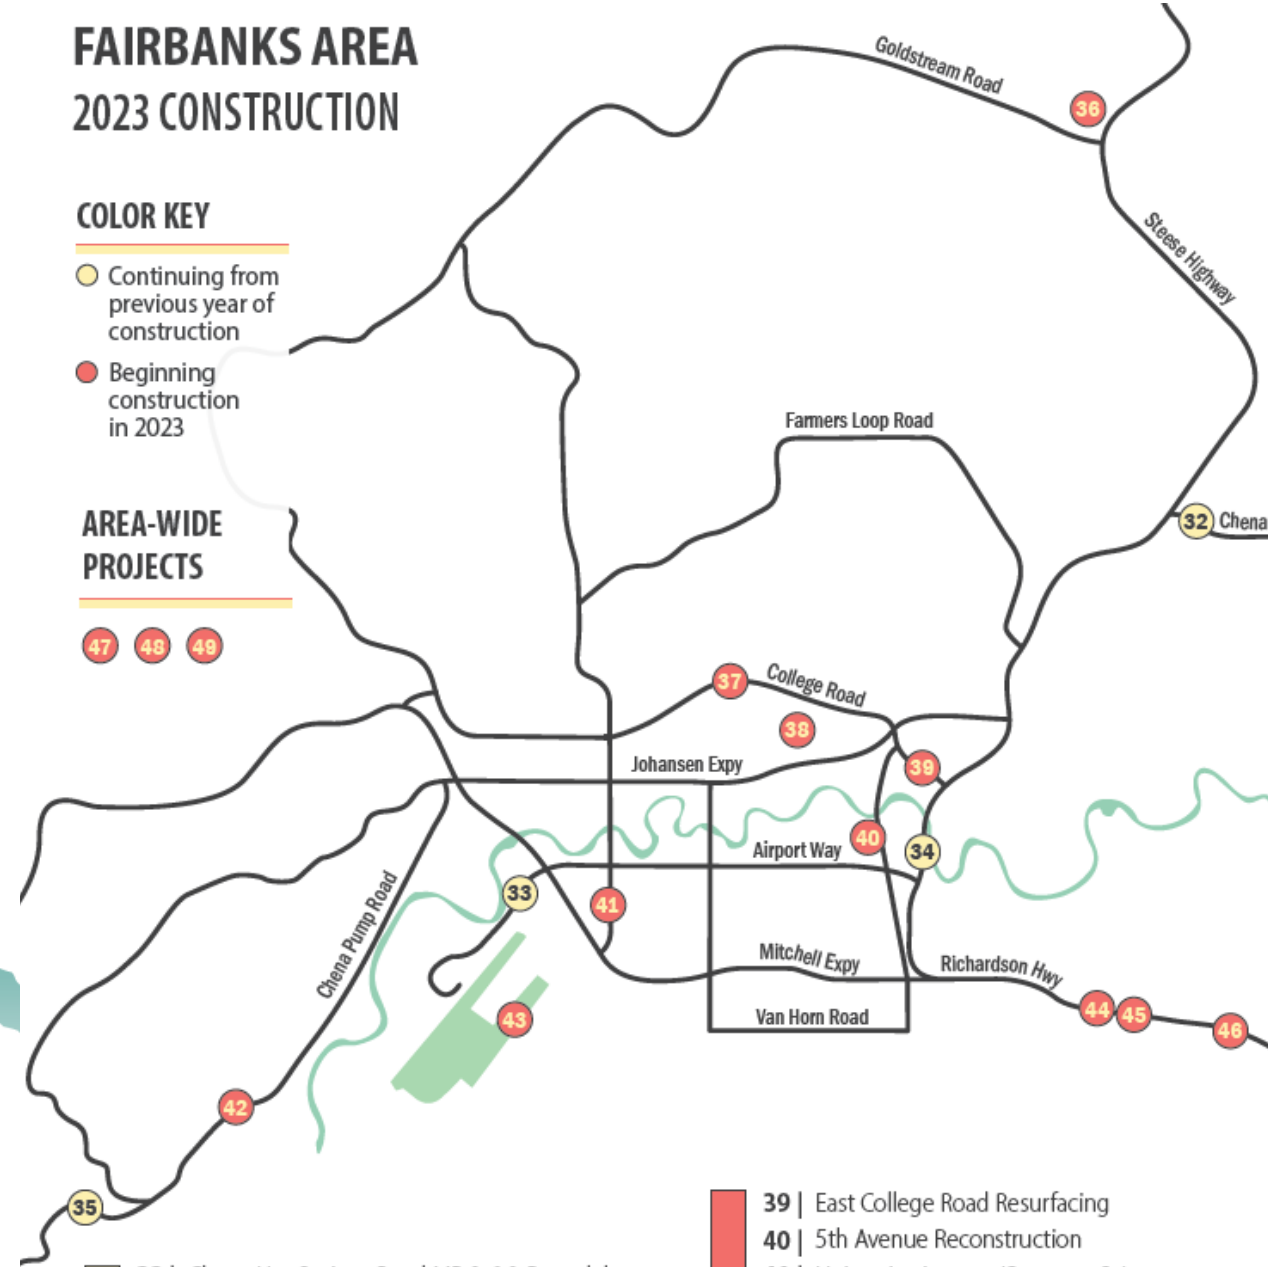 FAIRBANKS AREA
2023 CONSTRUCTION
COLOR KEY
Continuing from
previous year of
construction
Beginning
construction
in 2023
AREA-WIDE
PROJECTS
47 48 49
Goldstream Road
36
Steese Highway
Farmers Loop Road
32 Chena
37
College Road
38
Johansen Expy
39
40
34
Airport Way
33
41
Chena Pump Road
Mitchell Expy
Richardson Hwy
44 45
46
Van Horn Road
43
42
35
39 | East College Road Resurfacing
40 | 5th Avenue Reconstruction